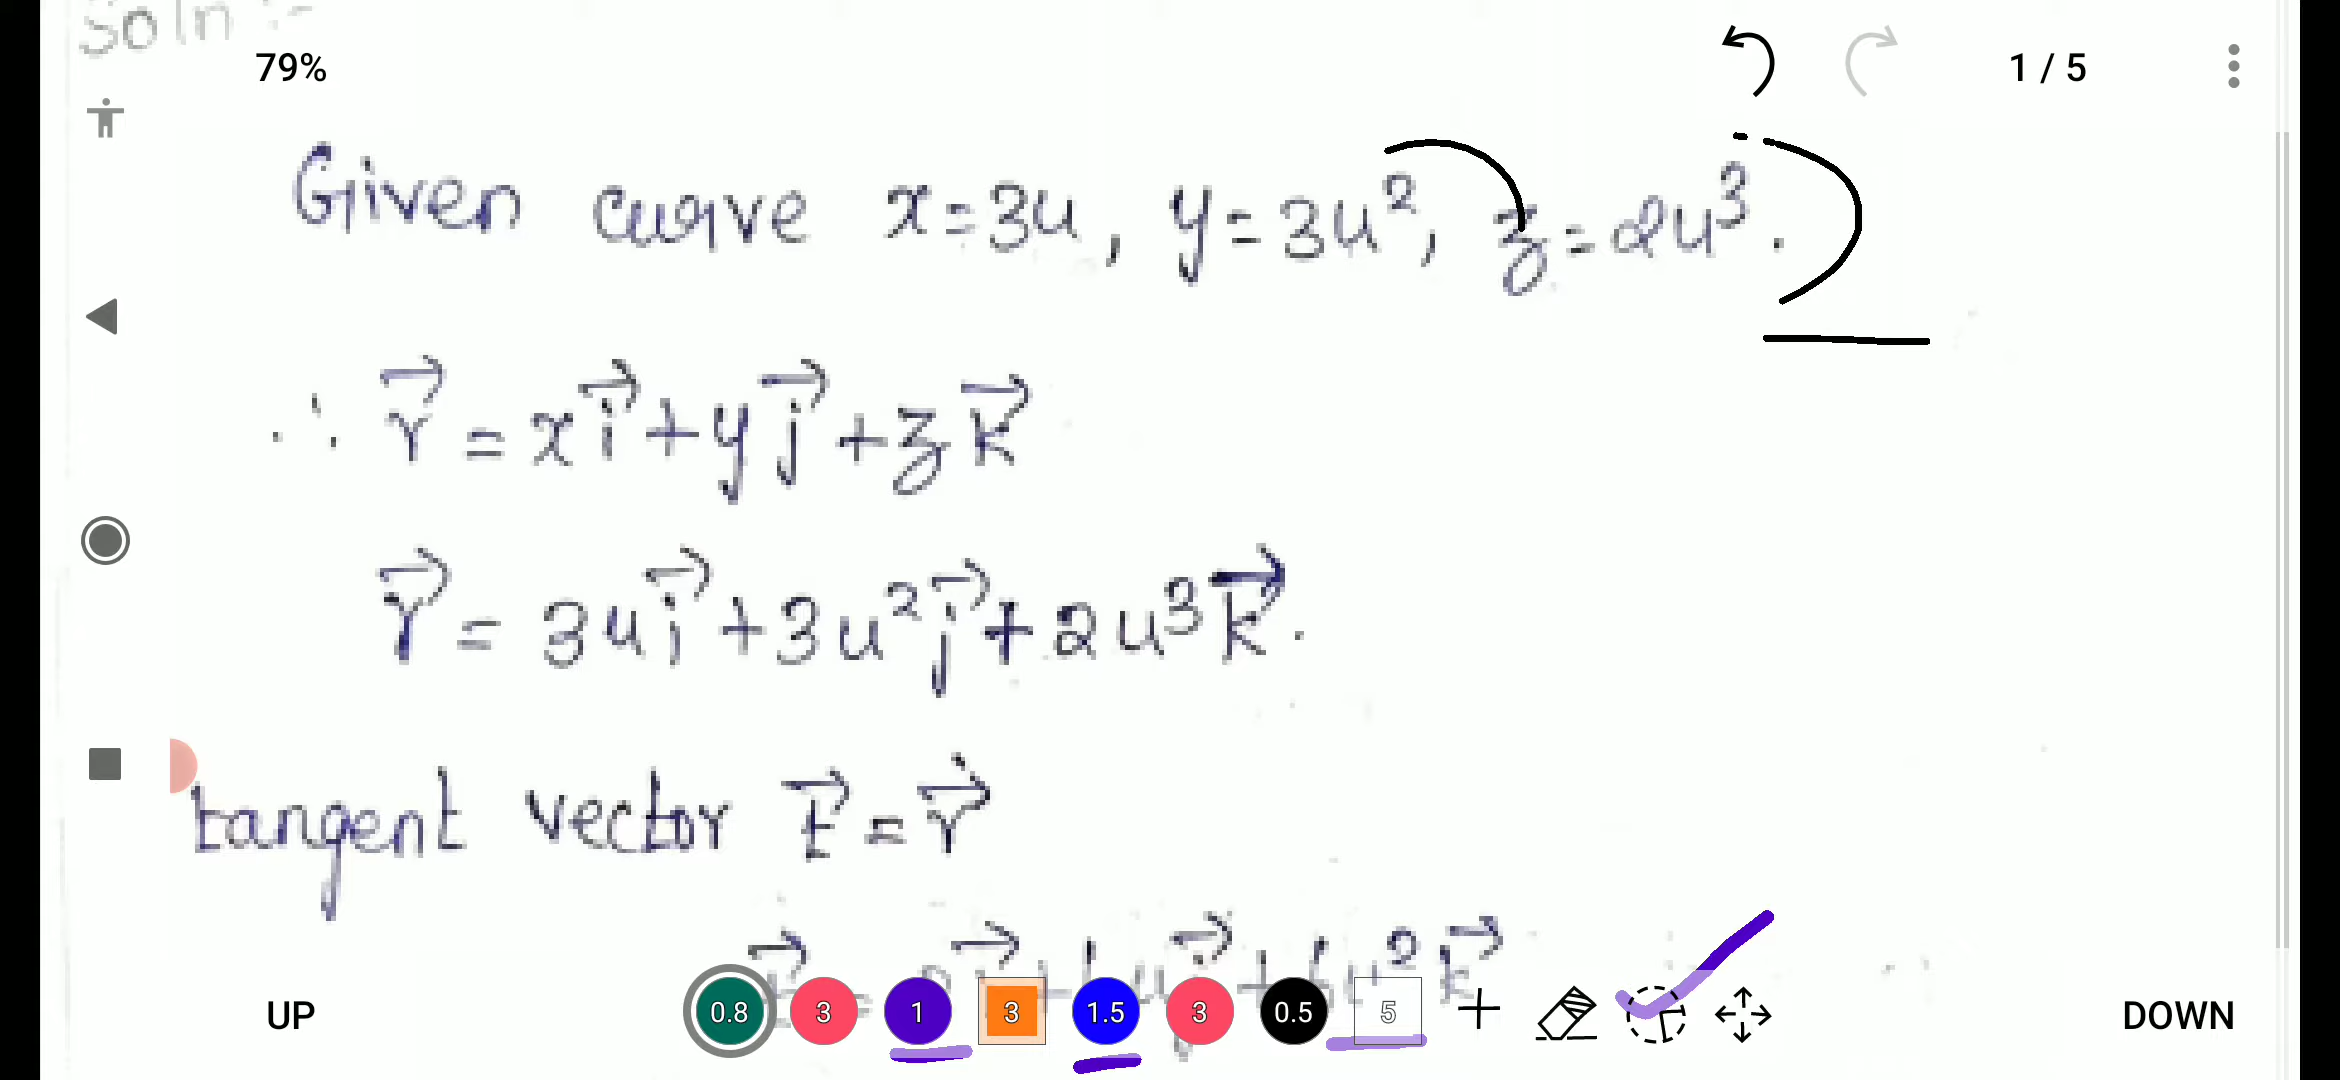 Soln :-
79% 1 / 5
Given curve x=3u, y=3u², z=2u³.
∴ r⃗ = x i⃗ + y j⃗ + z k⃗
r⃗ = 3u i⃗ + 3u² j⃗ + 2u³ k⃗.
tangent vector t⃗ = ṙ⃗
UP 0.8 3 1 3 1.5 3 0.5 5 + DOWN